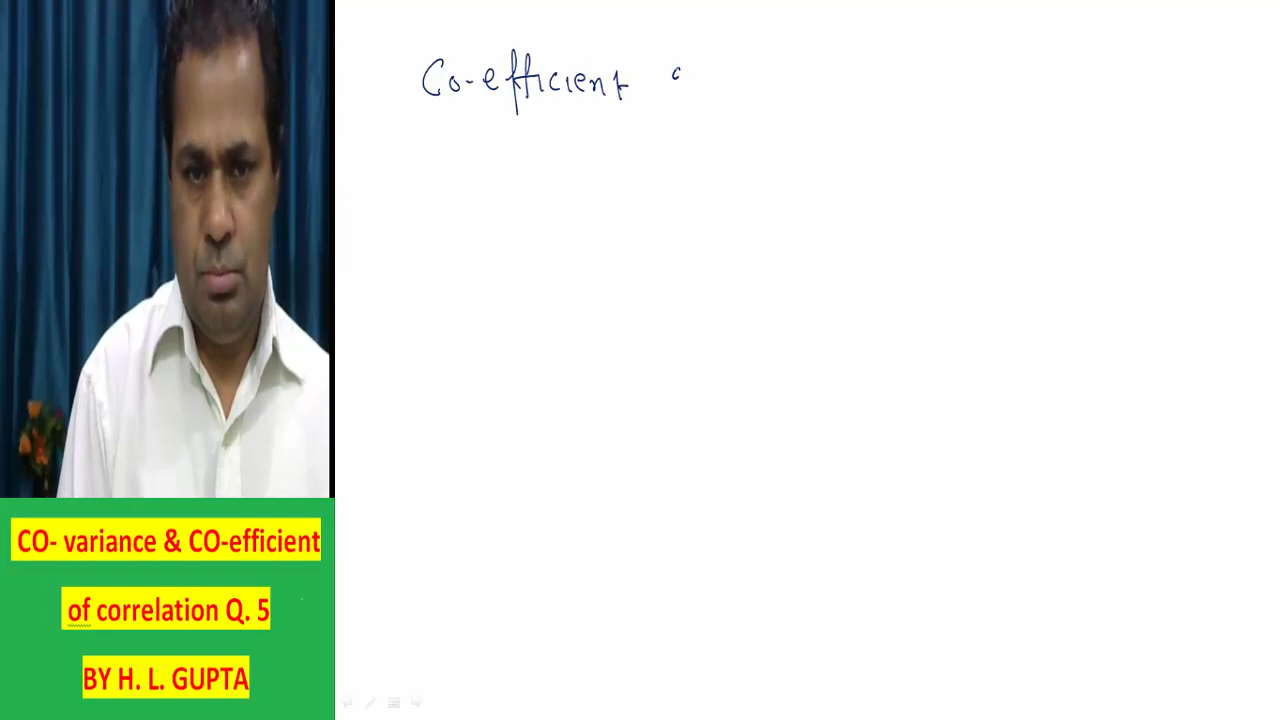 Co-efficient
CO- variance & CO-efficient
of correlation Q. 5
BY H. L. GUPTA